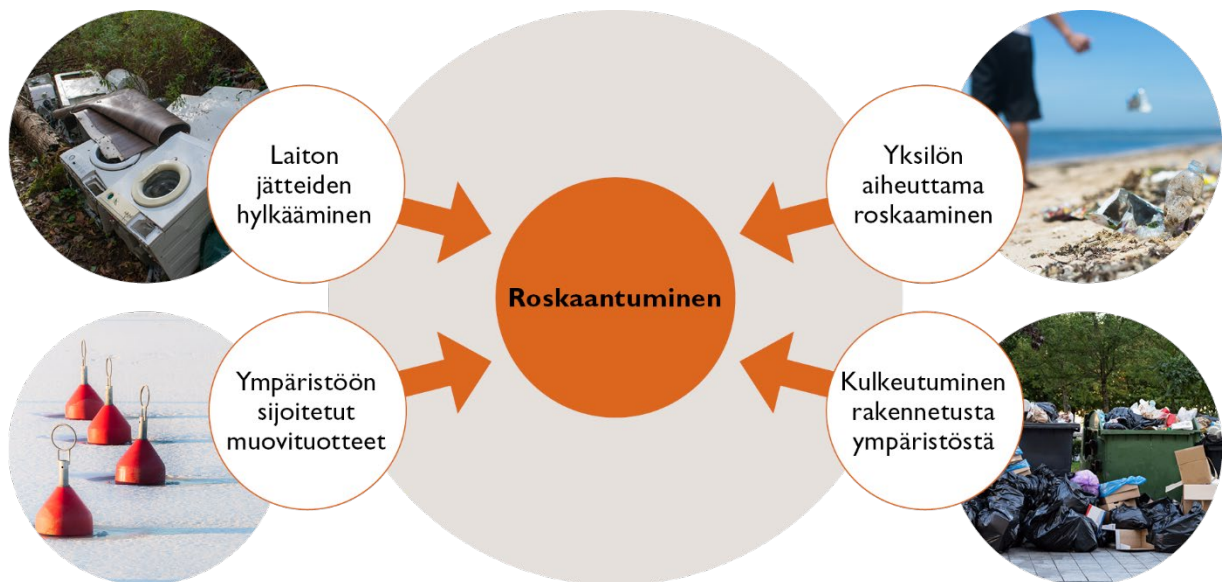 Laiton
jätteiden
hylkääminen
Yksilön
aiheuttama
roskaaminen
Roskaantuminen
Ympäristöön
sijoitetut
muovituotteet
Kulkeutuminen
rakennetusta
ympäristöstä